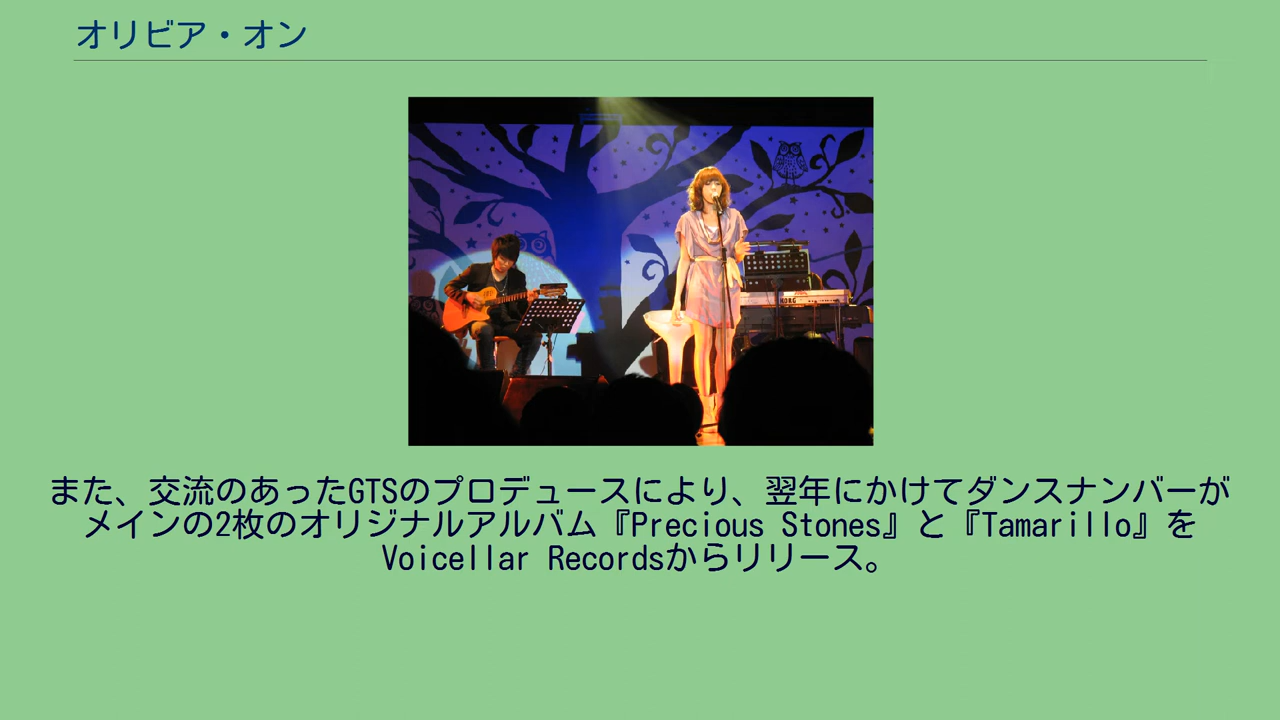 オリビア・オン
KORG
また、交流のあったGTSのプロデュースにより、翌年にかけてダンスナンバーが
メインの2枚のオリジナルアルバム『Precious Stones』と『Tamarillo』を
Voicellar Recordsからリリース。